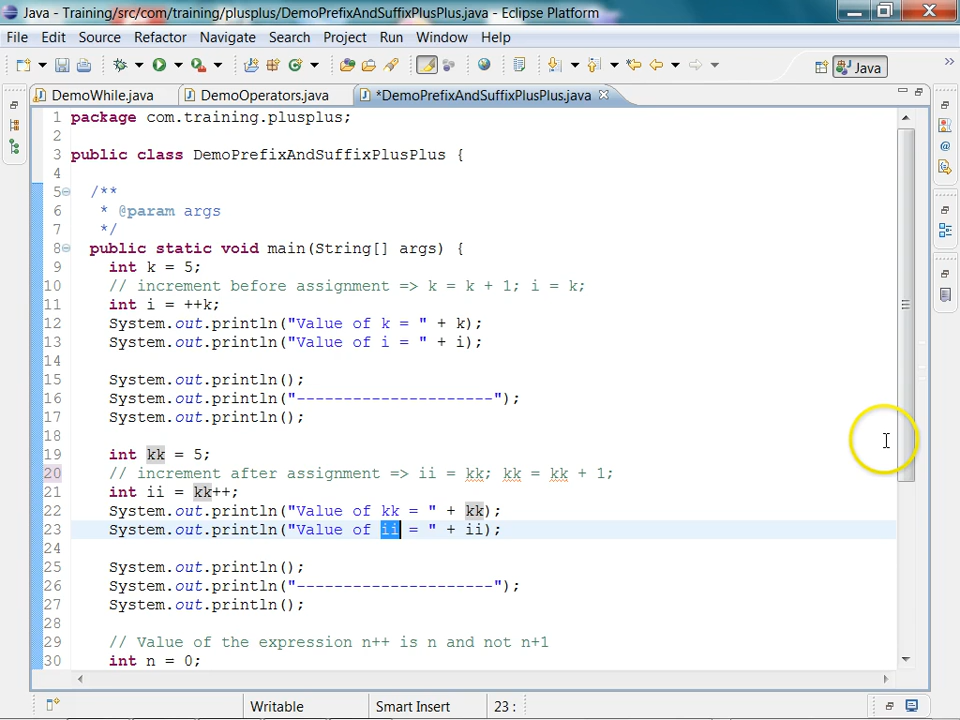 Java - Training/src/com/training/plusplus/DemoPrefixAndSuffixPlusPlus.java - Eclipse Platform
File Edit Source Refactor Navigate Search Project Run Window Help
Java
DemoWhile.java DemoOperators.java *DemoPrefixAndSuffixPlusPlus.java
1 package com.training.plusplus;
2
3 public class DemoPrefixAndSuffixPlusPlus {
4
5 /**
6 * @param args
7 */
8 public static void main(String[] args) {
9 int k = 5;
10 // increment before assignment => k = k + 1; i = k;
11 int i = ++k;
12 System.out.println("Value of k = " + k);
13 System.out.println("Value of i = " + i);
14
15 System.out.println();
16 System.out.println("---------------------");
17 System.out.println();
18
19 int kk = 5;
20 // increment after assignment => ii = kk; kk = kk + 1;
21 int ii = kk++;
22 System.out.println("Value of kk = " + kk);
23 System.out.println("Value of ii = " + ii);
24
25 System.out.println();
26 System.out.println("---------------------");
27 System.out.println();
28
29 // Value of the expression n++ is n and not n+1
30 int n = 0;
Writable Smart Insert 23 :